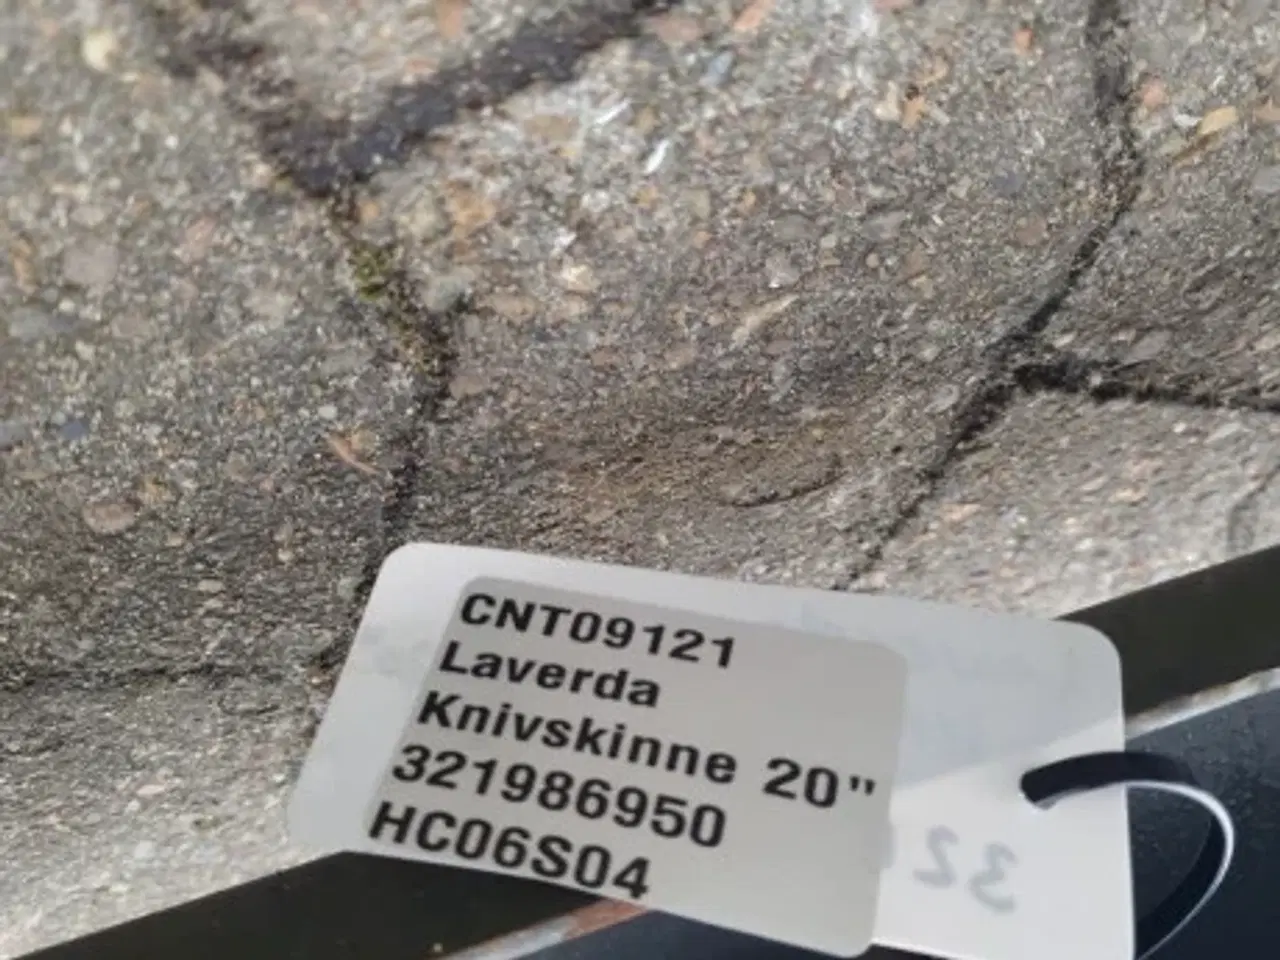 CNT09121
Laverda
Knivskinne 20"
321986950
HC06S04